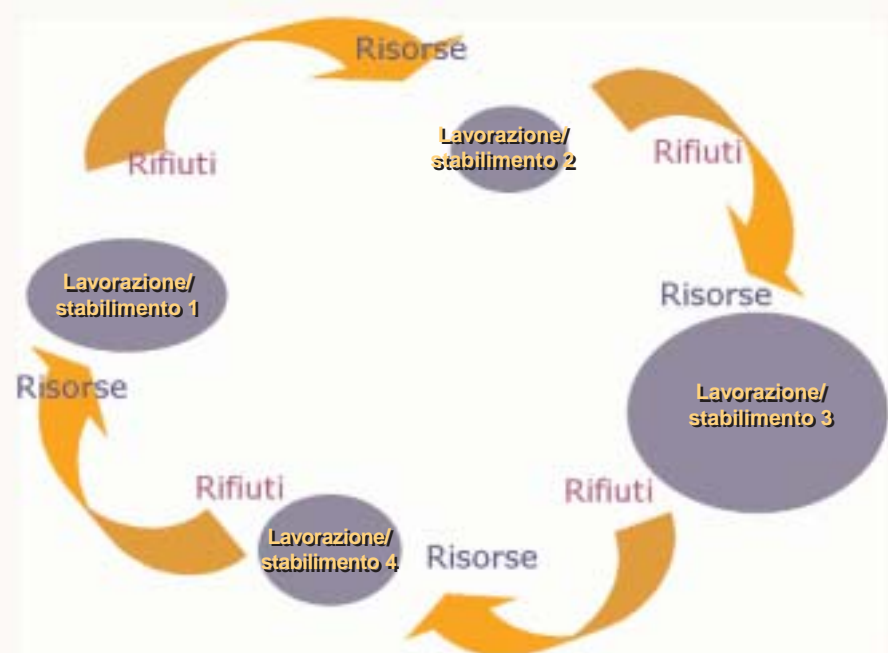 Risorse
Lavorazione/
stabilimento 2
Rifiuti
Rifiuti
Lavorazione/
stabilimento 1
Risorse
Risorse
Lavorazione/
stabilimento 3
Rifiuti
Rifiuti
Lavorazione/
stabilimento 4
Risorse